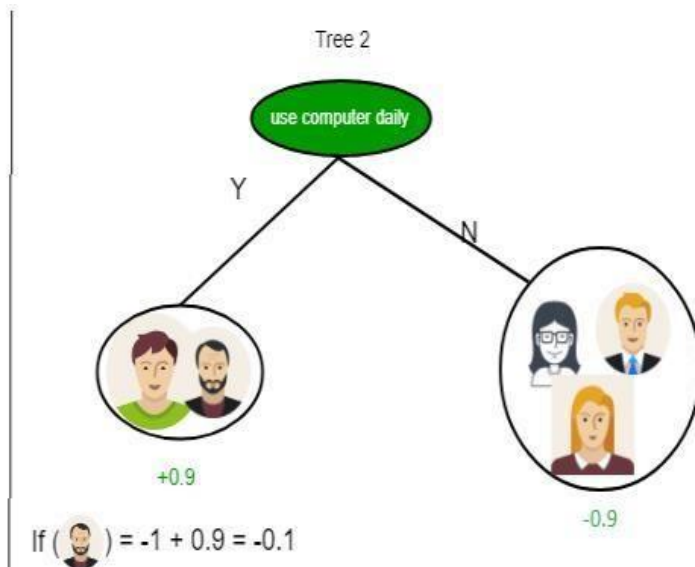 Tree 2
use computer daily
Y
N
+0.9
-0.9
If ( ) = -1 + 0.9 = -0.1